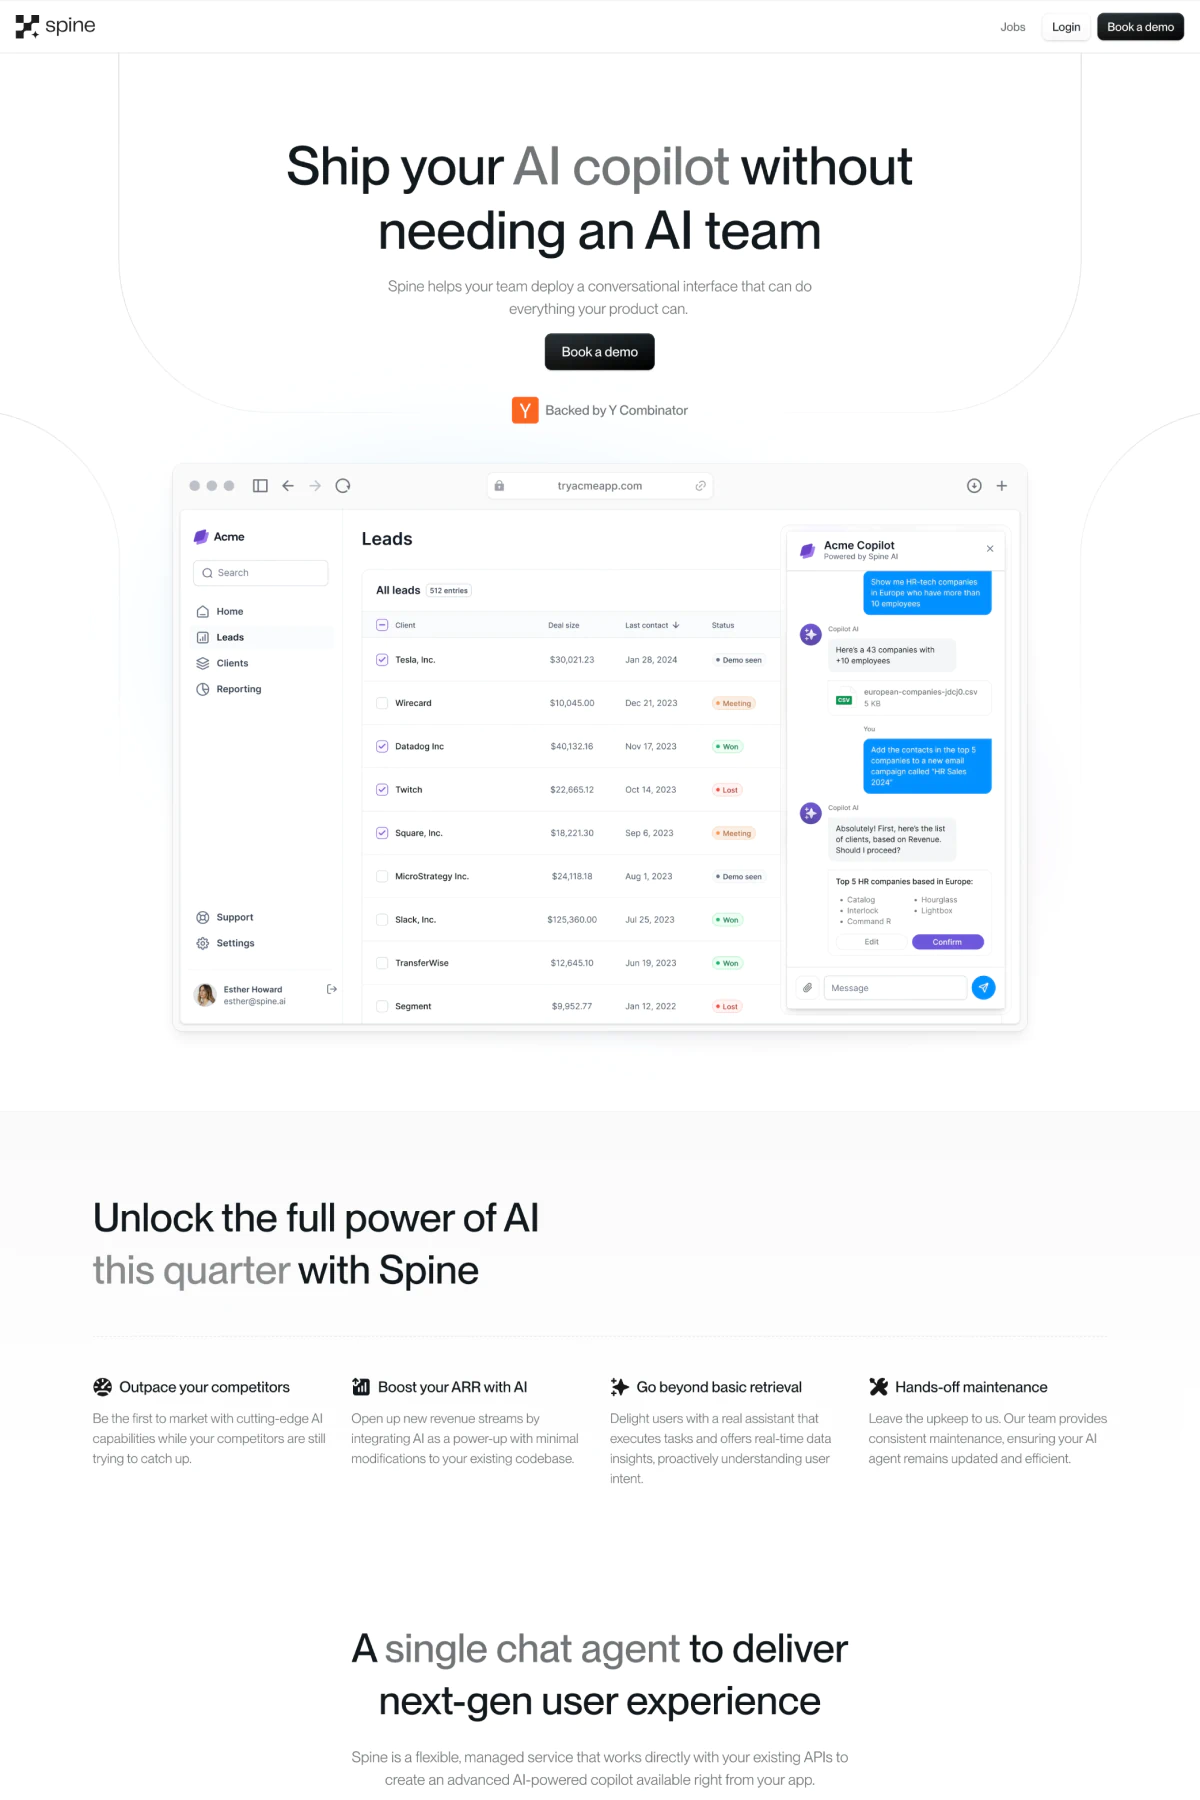 spine
Jobs
Login
Book a demo
Ship your AI copilot without
needing an AI team
Spine helps your team deploy a conversational interface that can do
everything your product can.
Book a demo
Y
Backed by Y Combinator
tryacmeapp.com
Acme
Search
Home
Leads
Clients
Reporting
Support
Settings
Esther Howard
esther@spine.ai
Leads
All leads
512 entries
Client Deal size Last contact Status
Tesla, Inc. $30,021.23 Jan 28, 2024 Demo seen
Wirecard $10,045.00 Dec 21, 2023 Meeting
Datadog Inc $40,132.16 Nov 17, 2023 Won
Twitch $22,665.12 Oct 14, 2023 Lost
Square, Inc. $18,221.30 Sep 6, 2023 Meeting
MicroStrategy Inc. $24,118.18 Aug 1, 2023 Demo seen
Slack, Inc. $125,360.00 Jul 25, 2023 Won
TransferWise $12,645.10 Jun 19, 2023 Won
Segment $9,952.77 Jan 12, 2022 Lost
Acme Copilot
Powered by Spine AI
Show me HR-tech companies
in Europe who have more than
10 employees
Copilot AI
Here's a 43 companies with
+10 employees
CSV
european-companies-jdcj0.csv
5 KB
You
Add the contacts in the top 5
companies to a new email
campaign called "HR Sales
2024"
Copilot AI
Absolutely! First, here's the list
of clients, based on Revenue.
Should I proceed?
Top 5 HR companies based in Europe:
• Catalog • Hourglass
• Interlock • Lightbox
• Command R
Edit
Confirm
Message
Unlock the full power of AI
this quarter with Spine
Outpace your competitors
Be the first to market with cutting-edge AI
capabilities while your competitors are still
trying to catch up.
Boost your ARR with AI
Open up new revenue streams by
integrating AI as a power-up with minimal
modifications to your existing codebase.
Go beyond basic retrieval
Delight users with a real assistant that
executes tasks and offers real-time data
insights, proactively understanding user
intent.
Hands-off maintenance
Leave the upkeep to us. Our team provides
consistent maintenance, ensuring your AI
agent remains updated and efficient.
A single chat agent to deliver
next-gen user experience
Spine is a flexible, managed service that works directly with your existing APIs to
create an advanced AI-powered copilot available right from your app.